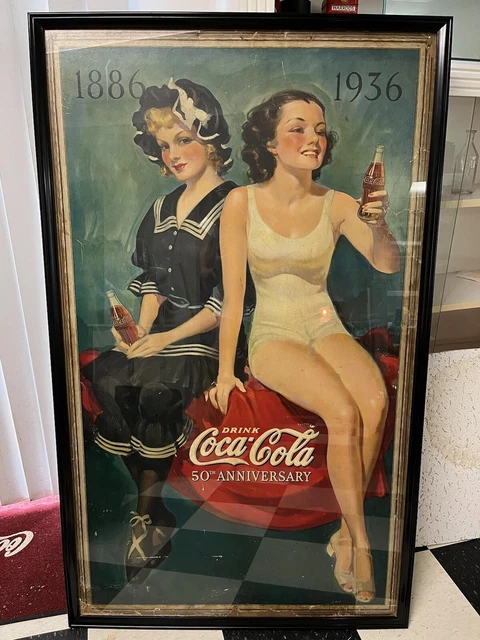 1886
1936
DRINK
Coca-Cola
50TH ANNIVERSARY